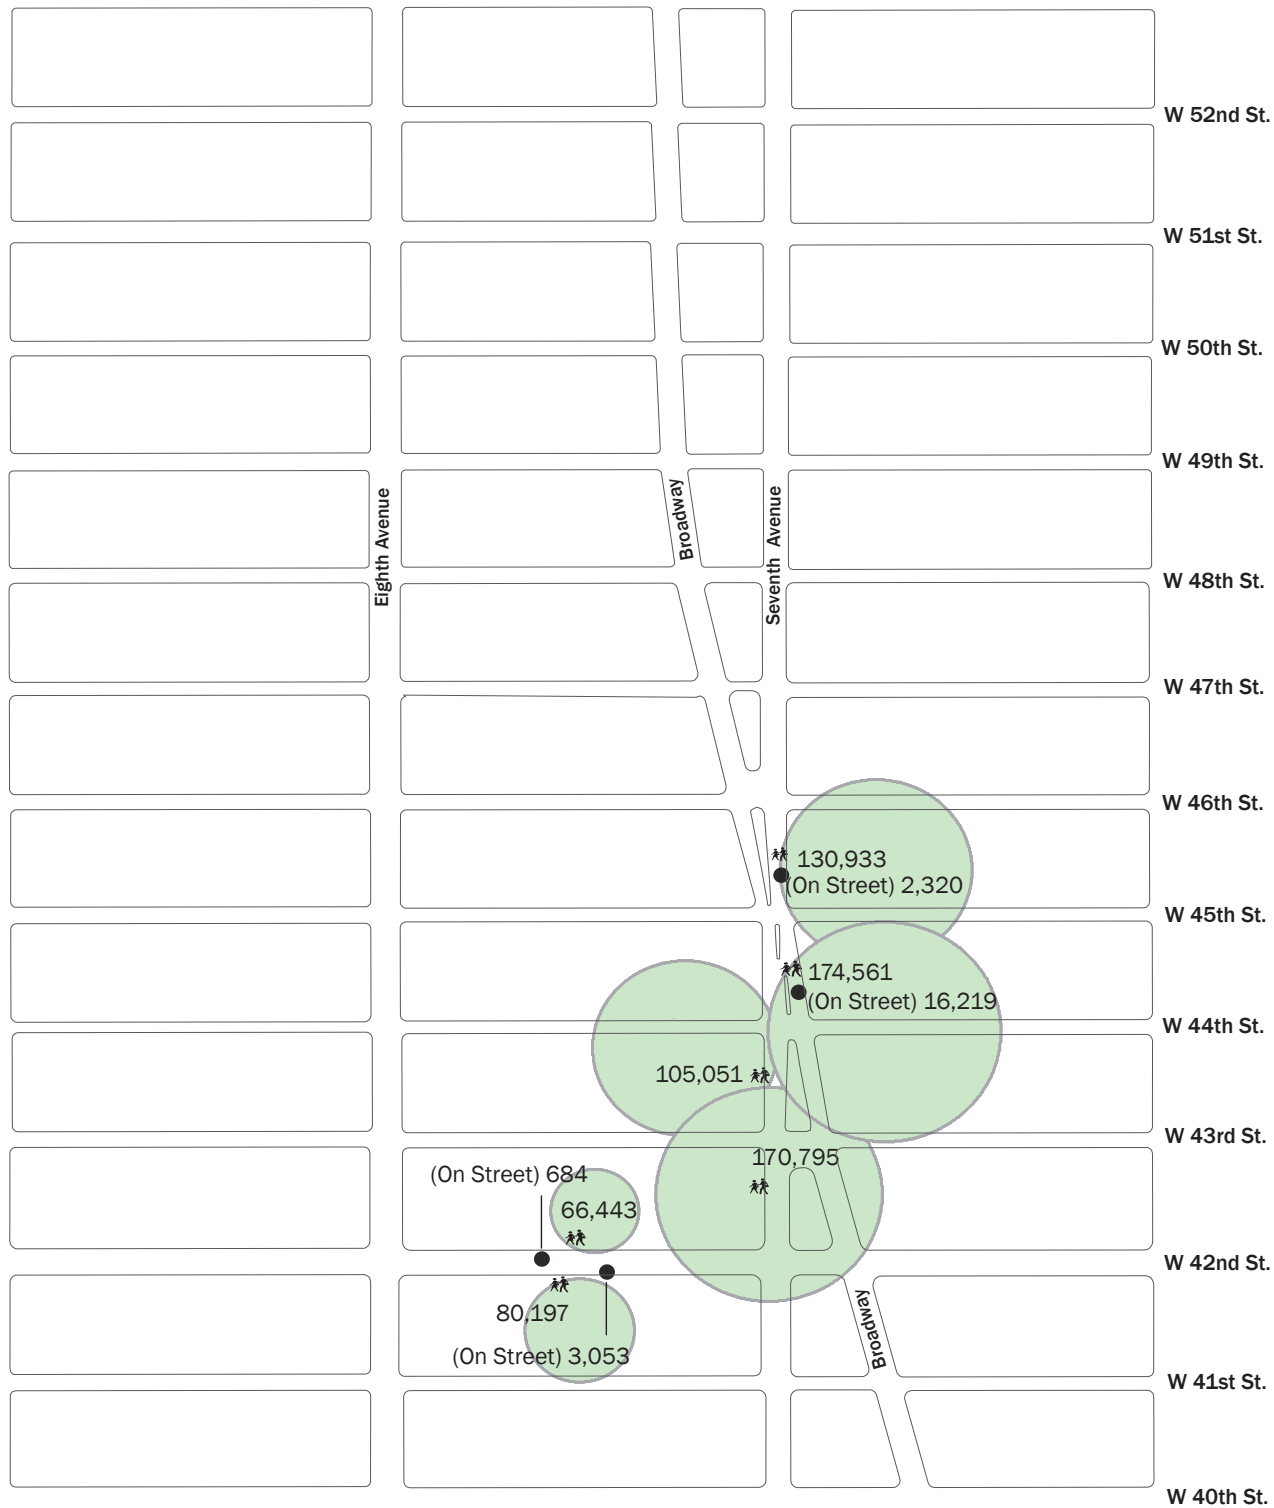 W 52nd St.
W 51st St.
W 50th St.
W 49th St.
Eighth Avenue
Broadway
Seventh Avenue
W 48th St.
W 47th St.
W 46th St.
130,933
(On Street) 2,320
W 45th St.
174,561
(On Street) 16,219
W 44th St.
105,051
W 43rd St.
170,795
(On Street) 684
66,443
W 42nd St.
80,197
(On Street) 3,053
Broadway
W 41st St.
W 40th St.